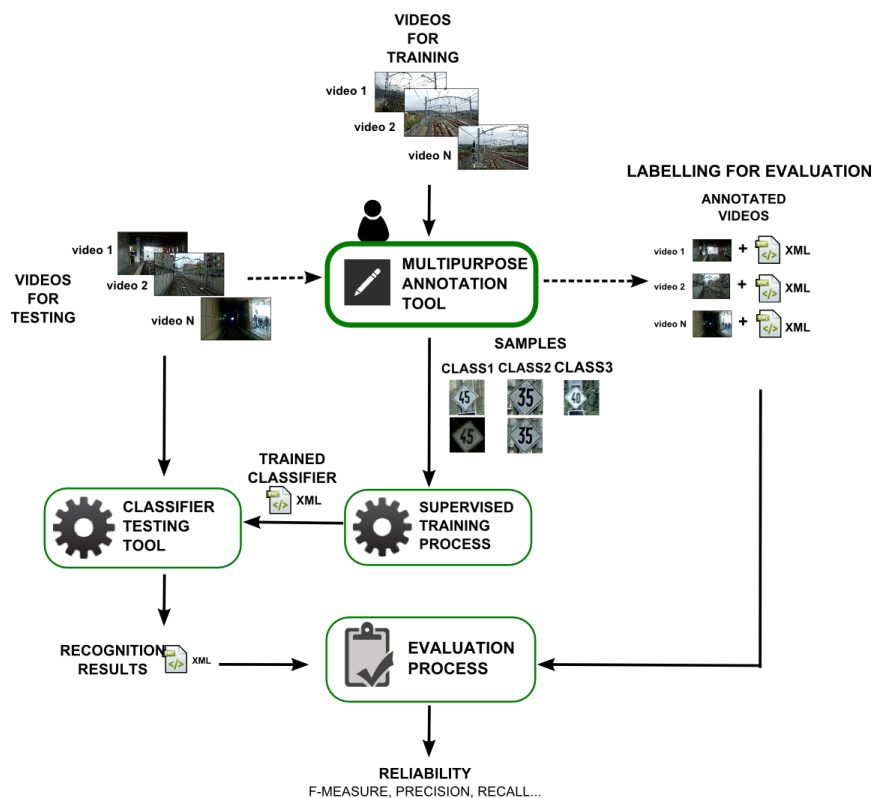 VIDEOS
FOR
TRAINING
video 1
video 2
video N
LABELLING FOR EVALUATION
ANNOTATED
VIDEOS
video 1 + XML
video 2 + XML
video N + XML
VIDEOS
FOR
TESTING
video 1
video 2
video N
MULTIPURPOSE
ANNOTATION
TOOL
SAMPLES
CLASS1 CLASS2 CLASS3
45 35 40
45 35
TRAINED
CLASSIFIER
</> XML
CLASSIFIER
TESTING
TOOL
SUPERVISED
TRAINING
PROCESS
RECOGNITION
RESULTS
</> XML
EVALUATION
PROCESS
RELIABILITY
F-MEASURE, PRECISION, RECALL...